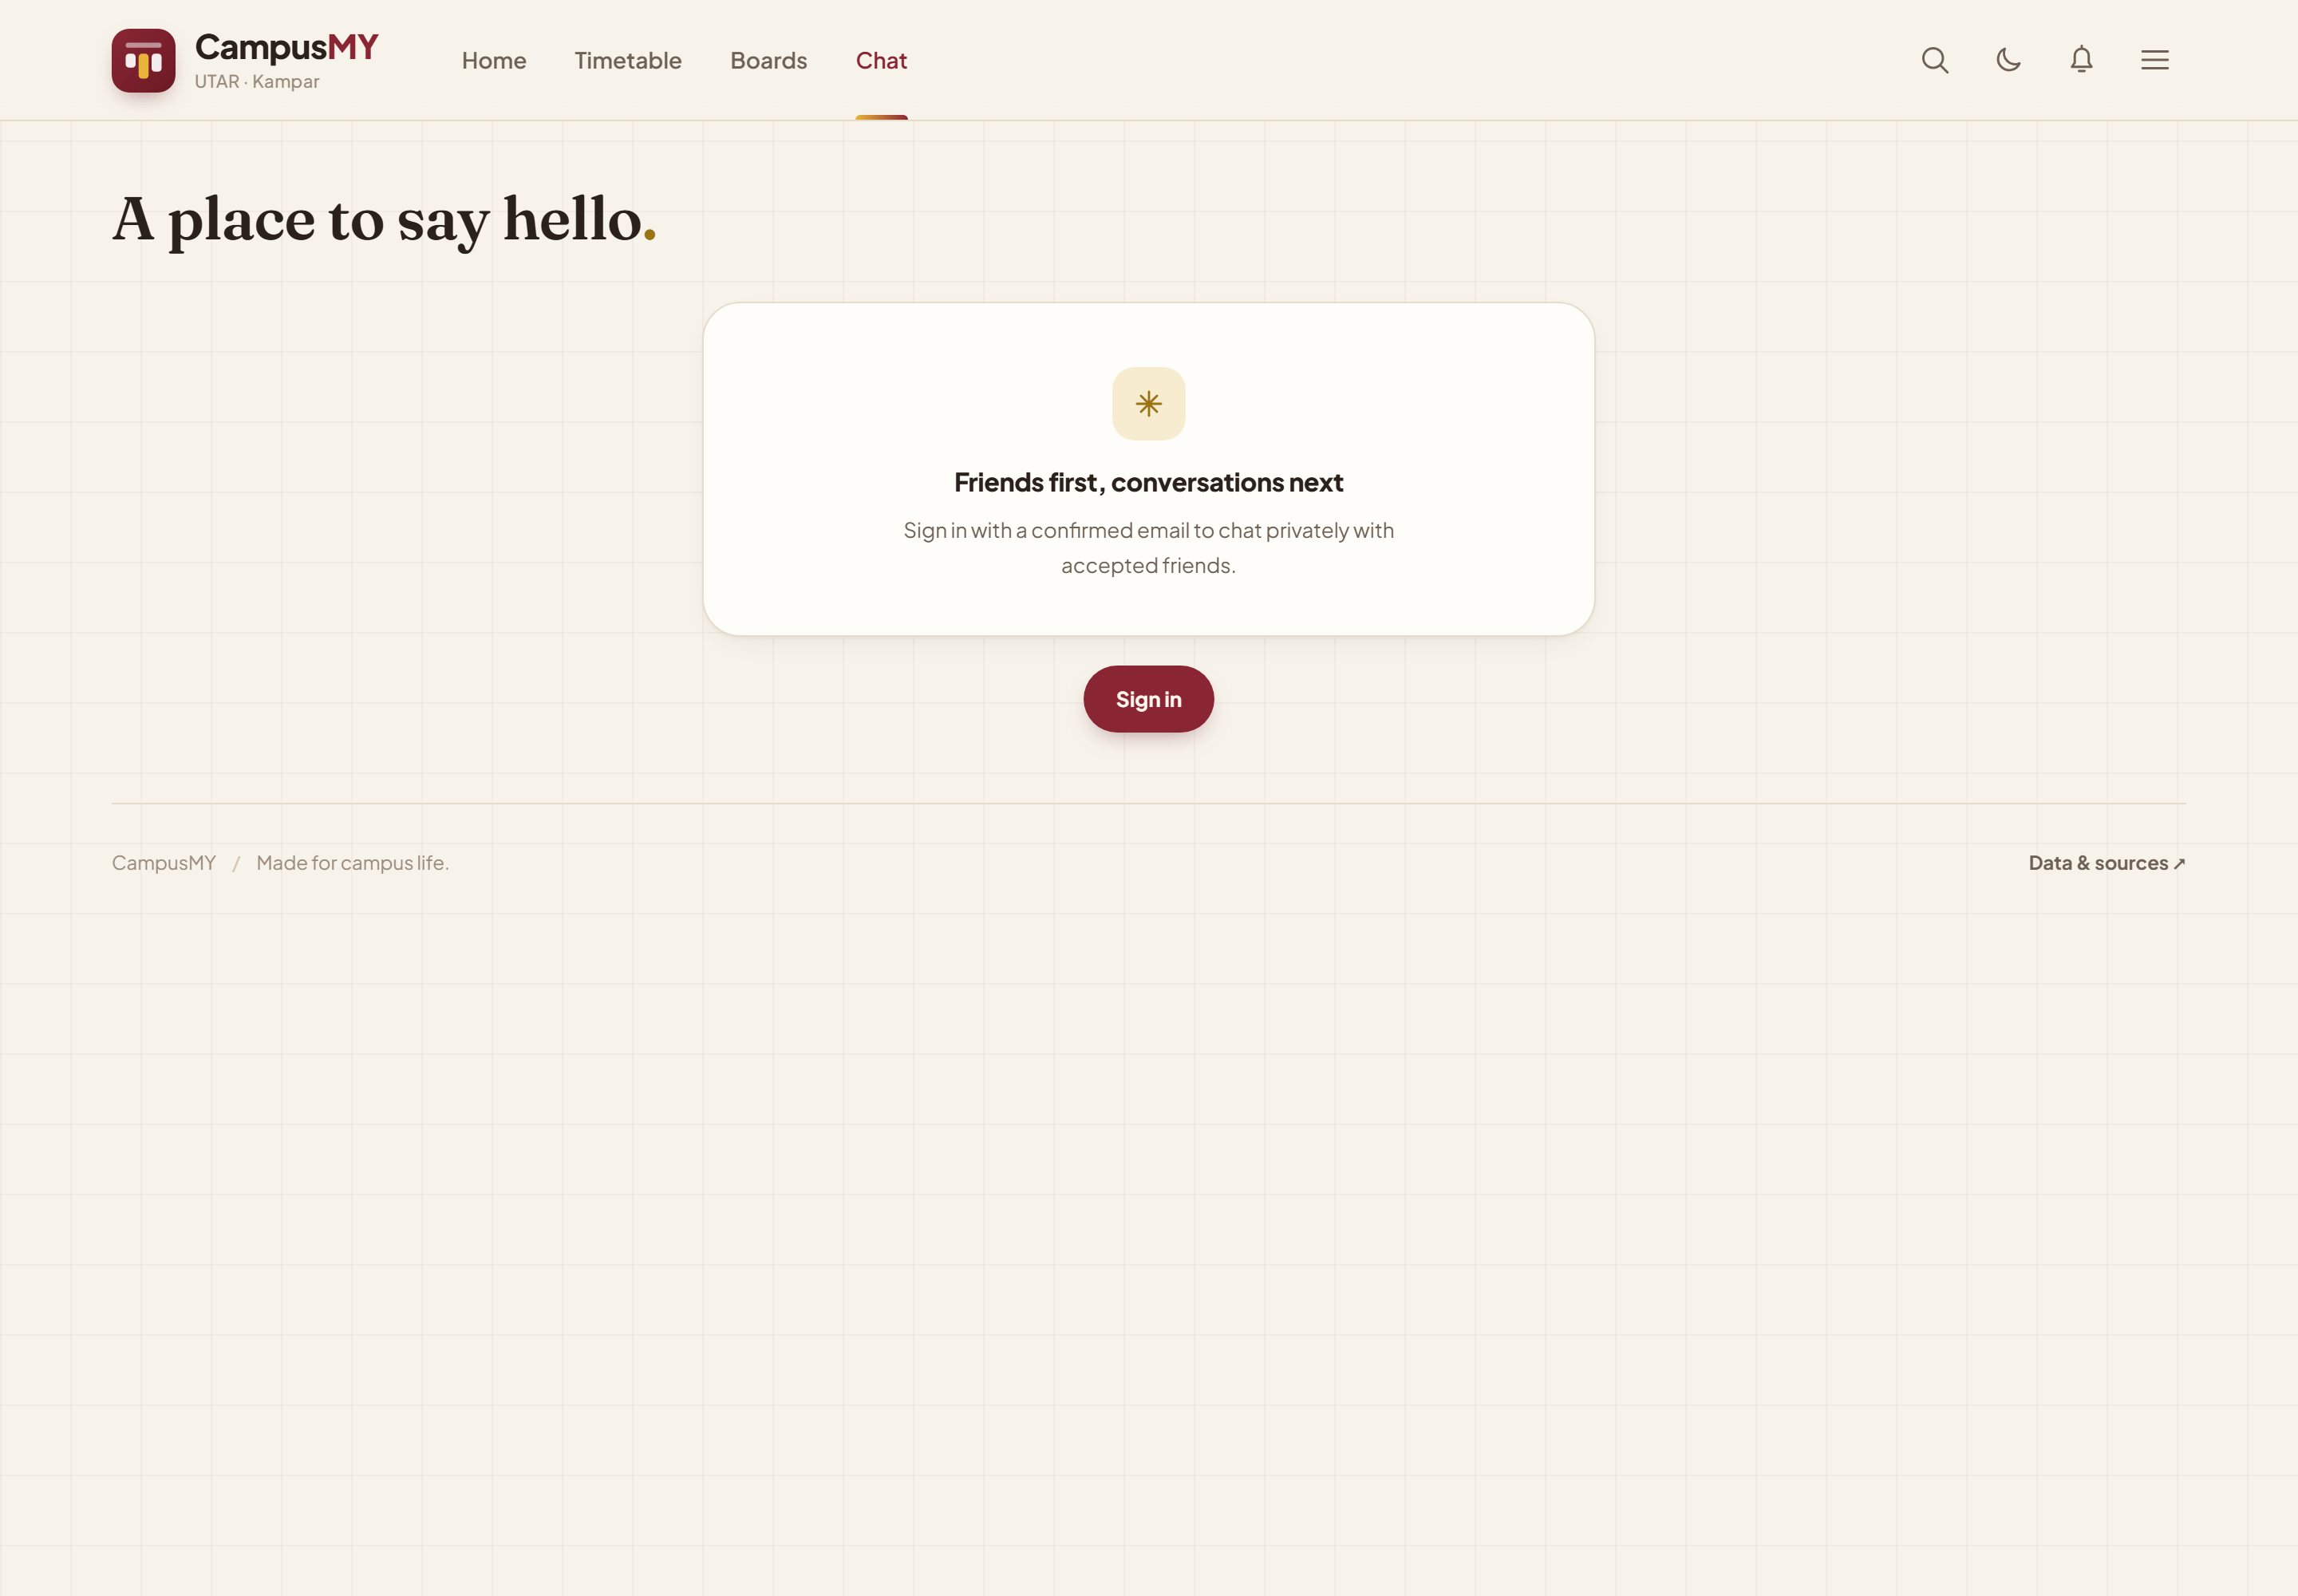 CampusMY
UTAR · Kampar
Home
Timetable
Boards
Chat
A place to say hello.
Friends first, conversations next
Sign in with a confirmed email to chat privately with
accepted friends.
Sign in
CampusMY / Made for campus life.
Data & sources ↗